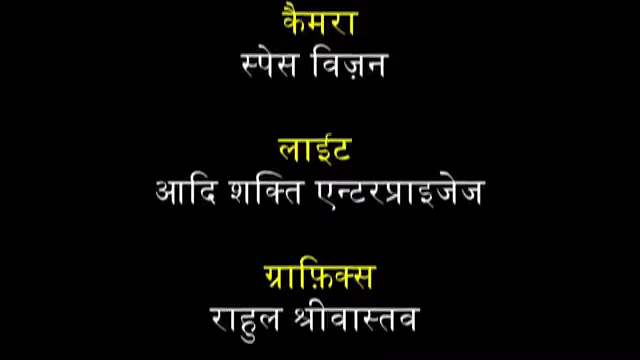 कैमरा
स्पेस विज़न
लाईट
आदि शक्ति एन्टरप्राइजेज
ग्राफ़िक्स
राहुल श्रीवास्तव